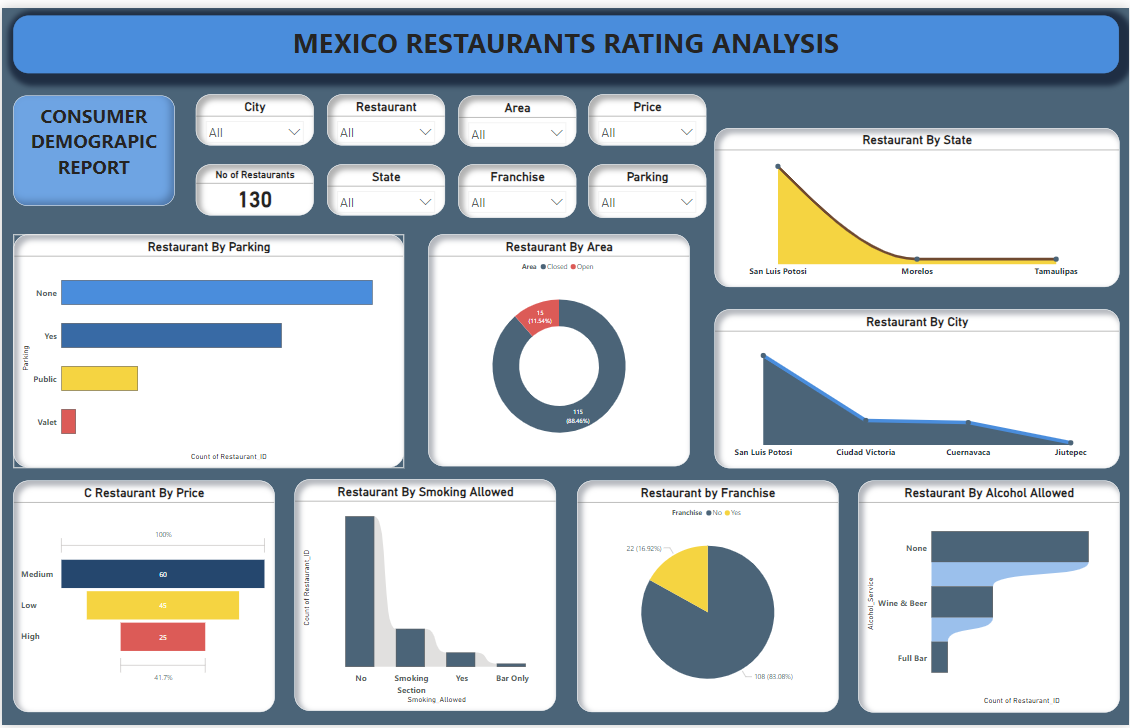 MEXICO RESTAURANTS RATING ANALYSIS
CONSUMER
DEMOGRAPIC
REPORT
City
All
Restaurant
All
Area
All
Price
All
No of Restaurants
130
State
All
Franchise
All
Parking
All
Restaurant By State
San Luis Potosi
Morelos
Tamaulipas
Restaurant By Parking
Parking
None
Yes
Public
Valet
Count of Restaurant_ID
Restaurant By Area
Area Closed Open
15
(11.54%)
115
(88.46%)
Restaurant By City
San Luis Potosi
Ciudad Victoria
Cuernavaca
Jiutepec
C Restaurant By Price
100%
Medium
60
Low
45
High
25
41.7%
Restaurant By Smoking Allowed
Count of Restaurant_ID
No
Smoking
Section
Yes
Bar Only
Smoking_Allowed
Restaurant by Franchise
Franchise No Yes
22 (16.92%)
108 (83.08%)
Restaurant By Alcohol Allowed
Alcohol_Service
None
Wine & Beer
Full Bar
Count of Restaurant_ID